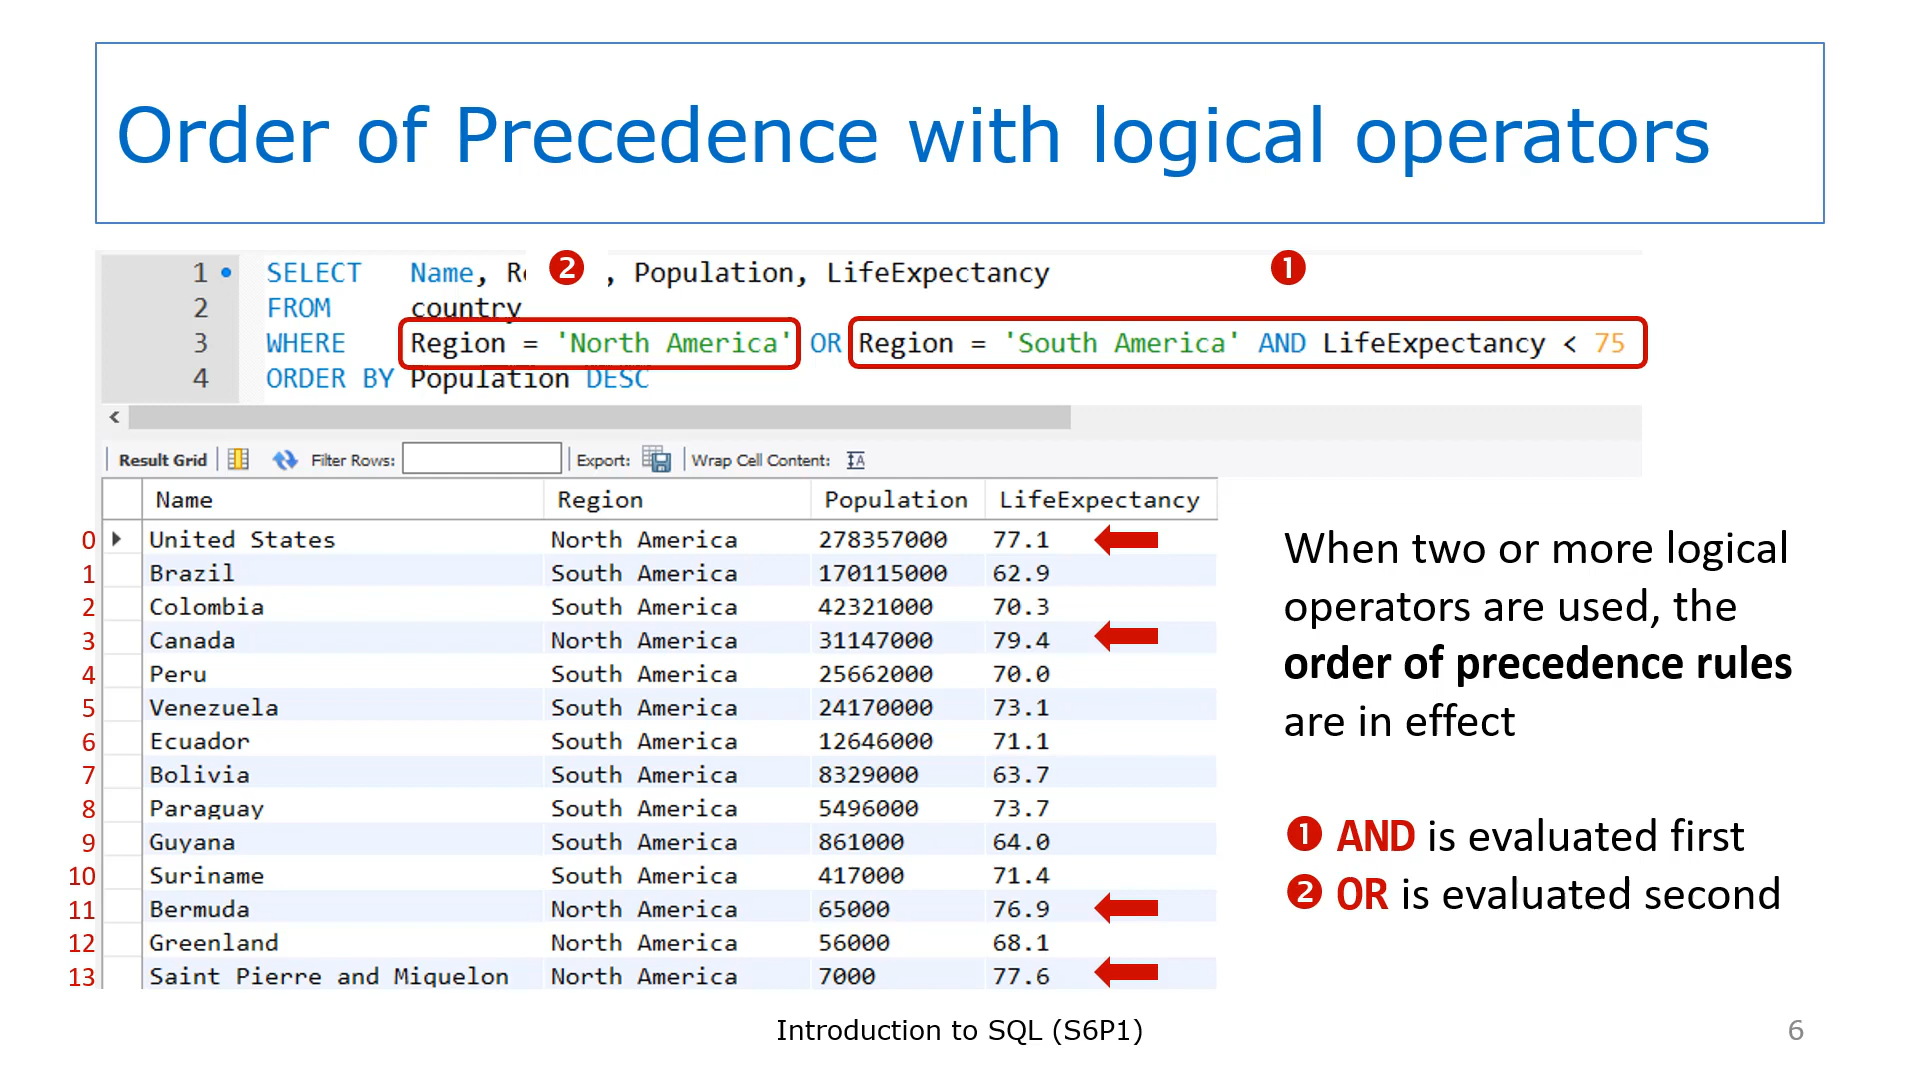 Order of Precedence with logical operators
❷ ❶
1 SELECT Name, , Population, LifeExpectancy
2 FROM country
3 WHERE Region = 'North America' OR Region = 'South America' AND LifeExpectancy < 75
4 ORDER BY Population DESC
Result Grid Filter Rows: Export: Wrap Cell Content: IA
Name Region Population LifeExpectancy
0 United States North America 278357000 77.1
1 Brazil South America 170115000 62.9
2 Colombia South America 42321000 70.3
3 Canada North America 31147000 79.4
4 Peru South America 25662000 70.0
5 Venezuela South America 24170000 73.1
6 Ecuador South America 12646000 71.1
7 Bolivia South America 8329000 63.7
8 Paraguay South America 5496000 73.7
9 Guyana South America 861000 64.0
10 Suriname South America 417000 71.4
11 Bermuda North America 65000 76.9
12 Greenland North America 56000 68.1
13 Saint Pierre and Miquelon North America 7000 77.6
When two or more logical
operators are used, the
order of precedence rules
are in effect
❶ AND is evaluated first
❷ OR is evaluated second
Introduction to SQL (S6P1)
6